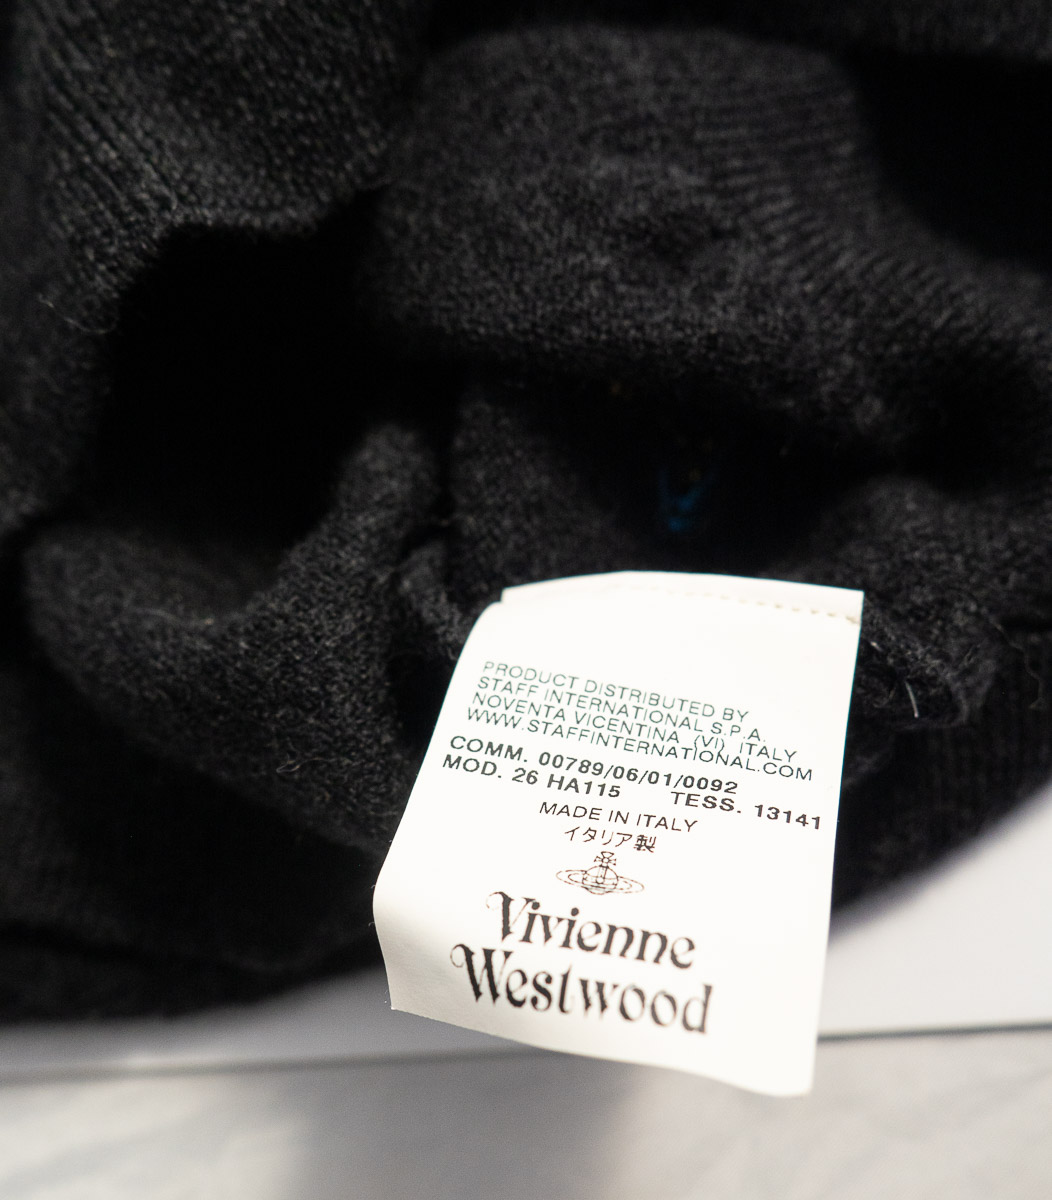 PRODUCT DISTRIBUTED BY
STAFF INTERNATIONAL S.P.A.
NOVENTA VICENTINA (VI) ITALY
WWW.STAFFINTERNATIONAL.COM
COMM. 00789/06/01/0092
MOD. 26 HA115 TESS. 13141
MADE IN ITALY
イタリア製
Vivienne
Westwood